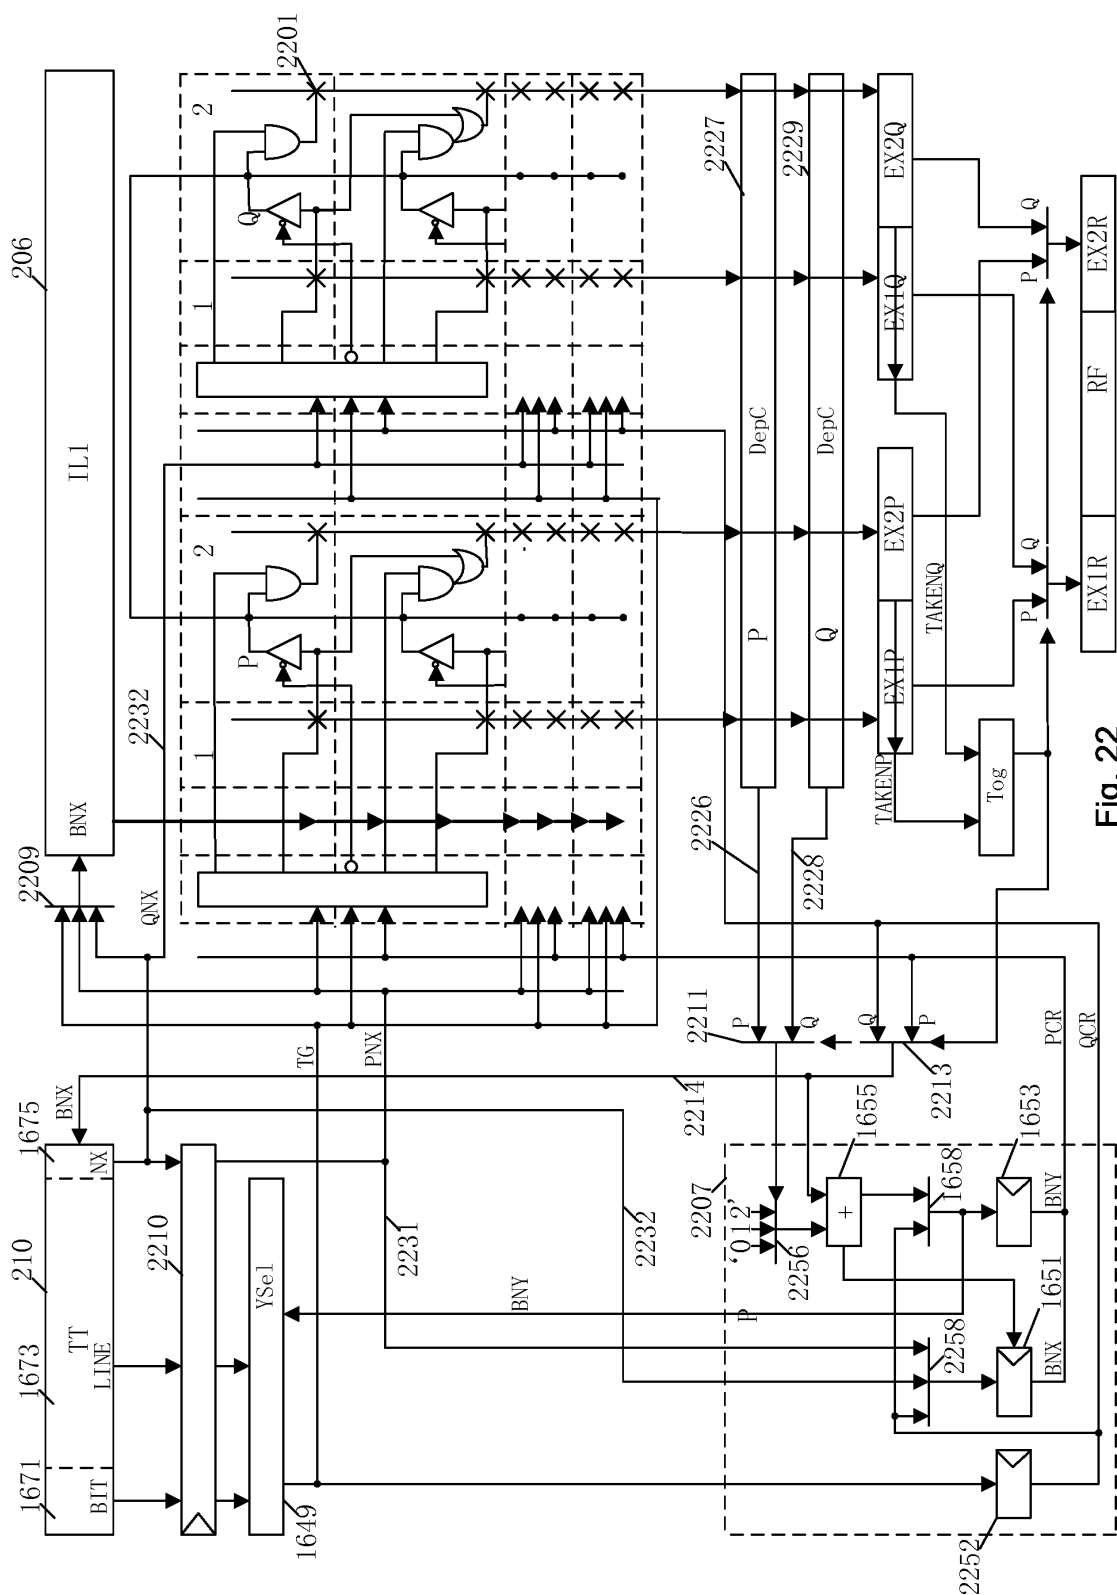 206
IL1
BNX
2209
2232
QNX
2201
2
Q
1
2
P
1
TG
PNX
BNX
1675
NX
210
TT
LINE
1673
1671
BIT
2210
YSel
1649
2231
2232
BNY
2227
2229
DepC
DepC
P
Q
2226
2228
EX2Q
EX1Q
EX2P
EX1P
TAKENQ
TAKENP
Tog
Q
P
Q
P
EX2R
RF
EX1R
2211
P
Q
Q
P
2213
2214
PCR
QCR
2207
'012'
2256
P
1655
+
1658
1653
BNY
2258
1651
BNX
2252
Fig. 22